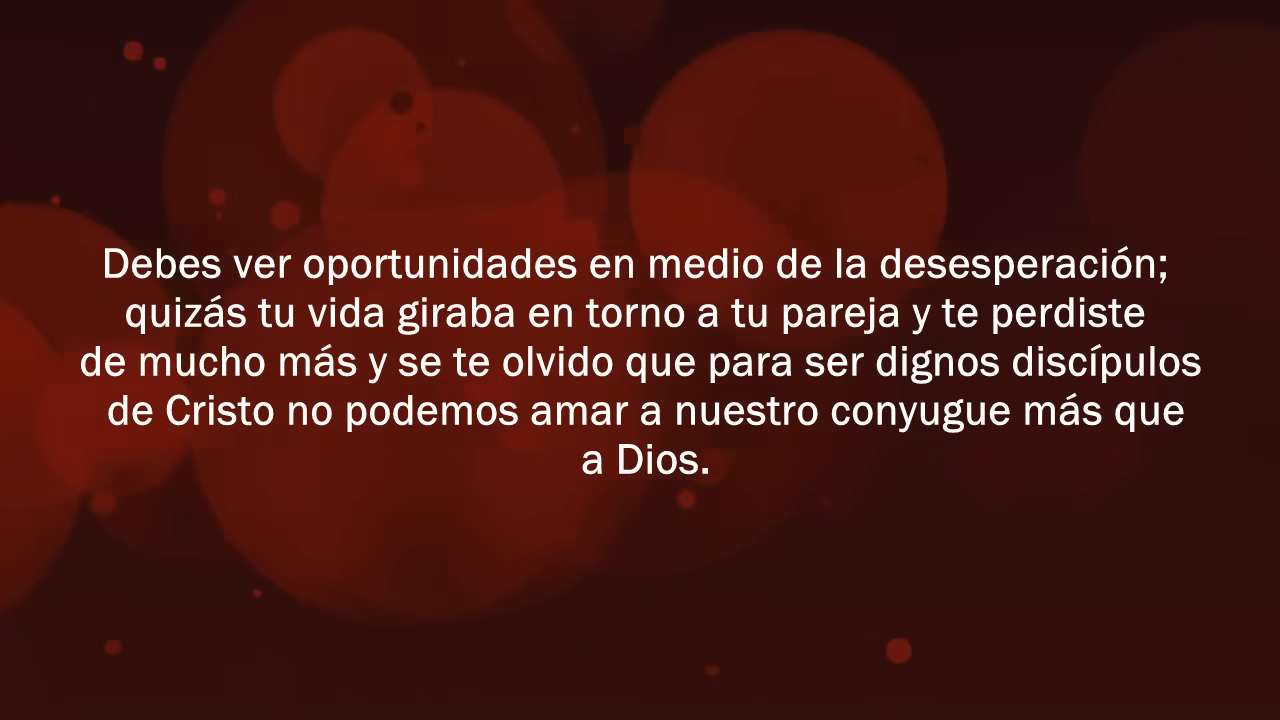 Debes ver oportunidades en medio de la desesperación;
quizás tu vida giraba en torno a tu pareja y te perdiste
de mucho más y se te olvido que para ser dignos discípulos
de Cristo no podemos amar a nuestro conyugue más que
a Dios.